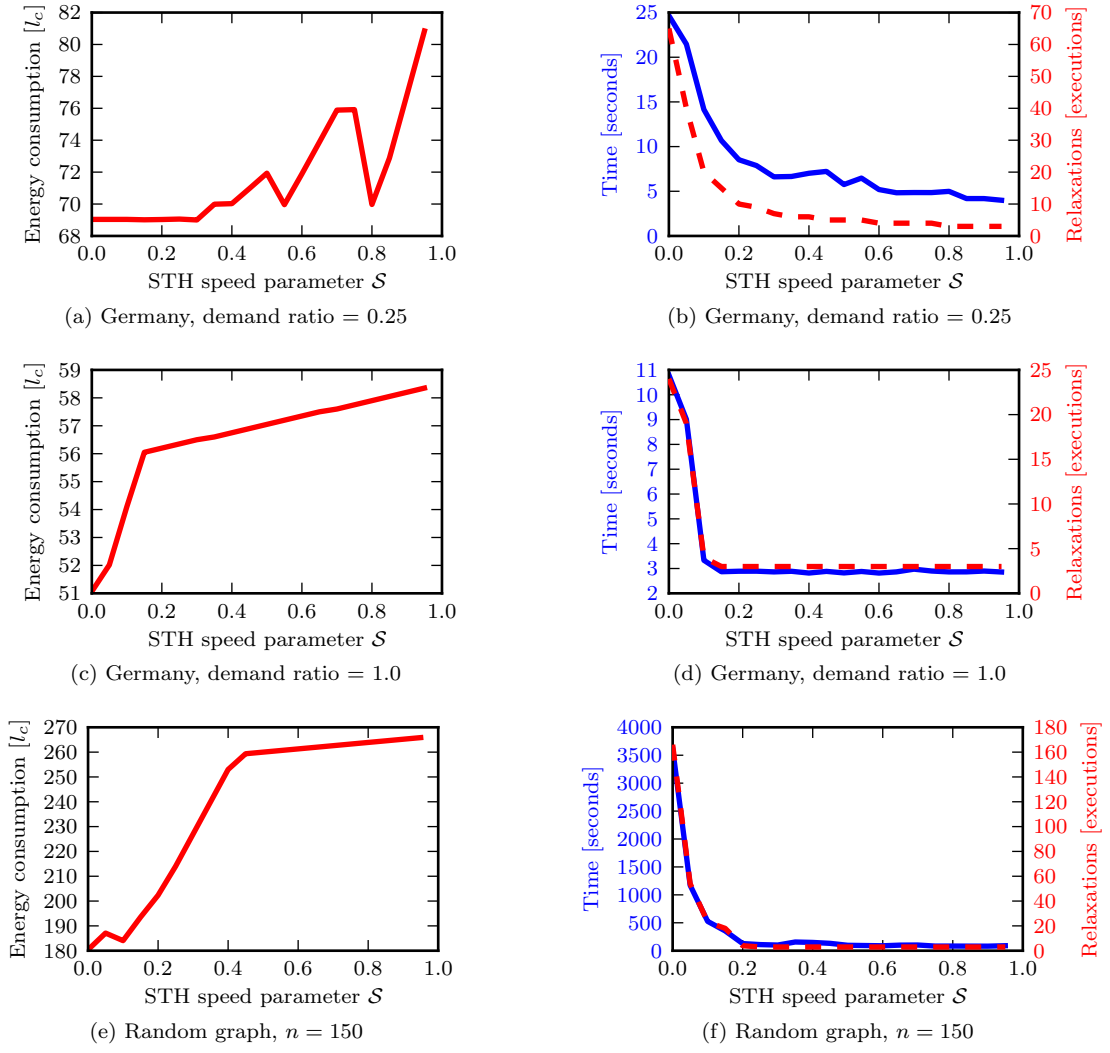 82
80
78
76
74
72
70
68
Energy consumption [l_c]
0.0 0.2 0.4 0.6 0.8 1.0
STH speed parameter 𝒮
(a) Germany, demand ratio = 0.25
25
20
15
10
5
0
Time [seconds]
70
60
50
40
30
20
10
0
Relaxations [executions]
0.0 0.2 0.4 0.6 0.8 1.0
STH speed parameter 𝒮
(b) Germany, demand ratio = 0.25
59
58
57
56
55
54
53
52
51
Energy consumption [l_c]
0.0 0.2 0.4 0.6 0.8 1.0
STH speed parameter 𝒮
(c) Germany, demand ratio = 1.0
11
10
9
8
7
6
5
4
3
2
Time [seconds]
25
20
15
10
5
0
Relaxations [executions]
0.0 0.2 0.4 0.6 0.8 1.0
STH speed parameter 𝒮
(d) Germany, demand ratio = 1.0
270
260
250
240
230
220
210
200
190
180
Energy consumption [l_c]
0.0 0.2 0.4 0.6 0.8 1.0
STH speed parameter 𝒮
(e) Random graph, n = 150
4000
3500
3000
2500
2000
1500
1000
500
0
Time [seconds]
180
160
140
120
100
80
60
40
20
0
Relaxations [executions]
0.0 0.2 0.4 0.6 0.8 1.0
STH speed parameter 𝒮
(f) Random graph, n = 150